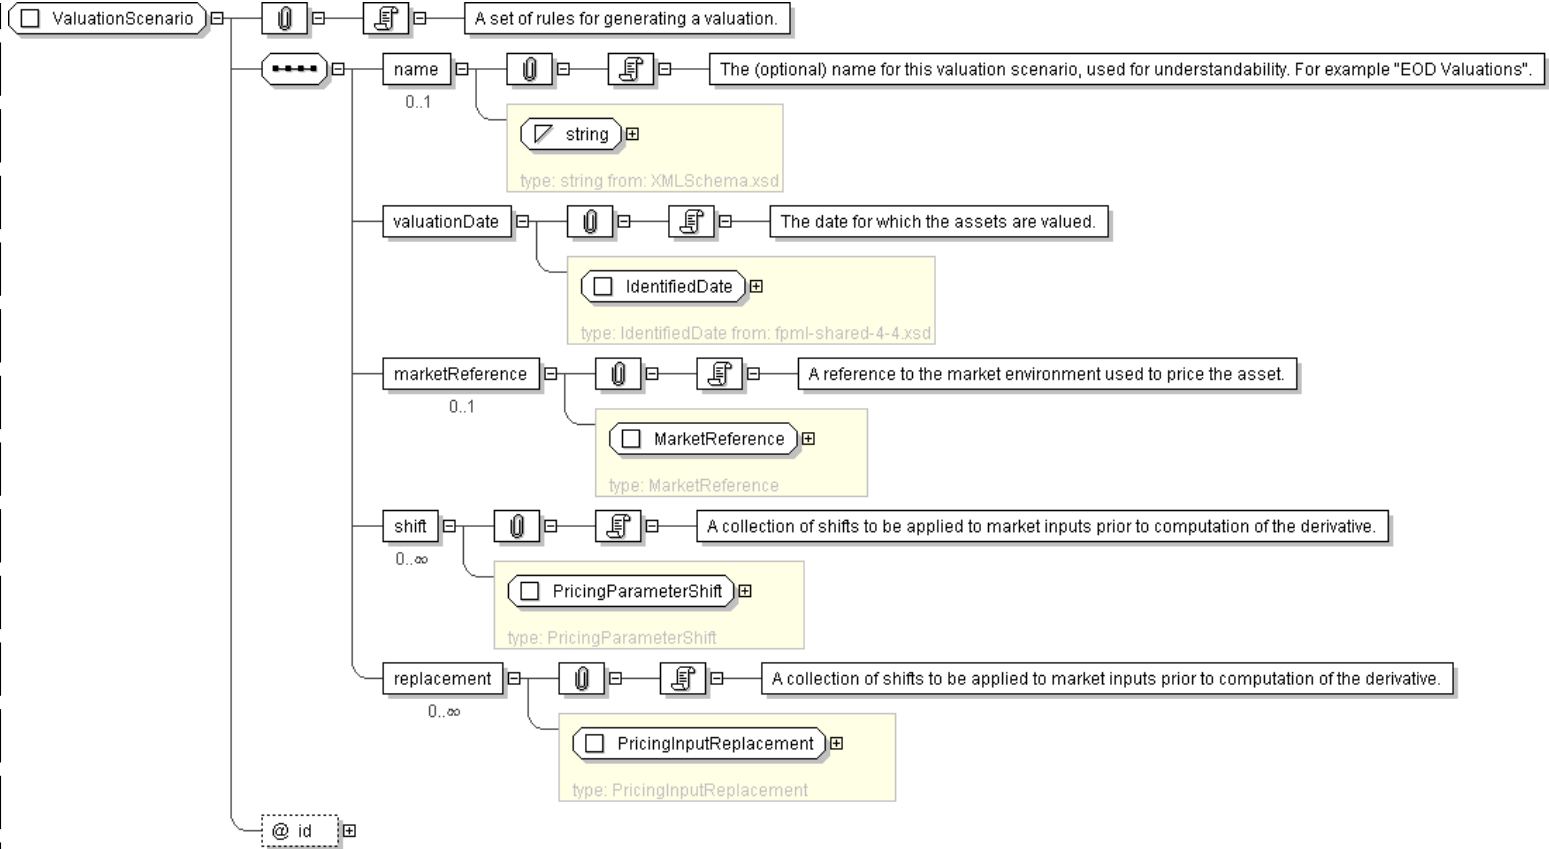 ValuationScenario
A set of rules for generating a valuation.
name
The (optional) name for this valuation scenario, used for understandability. For example "EOD Valuations".
0..1
string
type: string from: XMLSchema.xsd
valuationDate
The date for which the assets are valued.
IdentifiedDate
type: IdentifiedDate from: fpml-shared-4-4.xsd
marketReference
A reference to the market environment used to price the asset.
0..1
MarketReference
type: MarketReference
shift
A collection of shifts to be applied to market inputs prior to computation of the derivative.
0..∞
PricingParameterShift
type: PricingParameterShift
replacement
A collection of shifts to be applied to market inputs prior to computation of the derivative.
0..∞
PricingInputReplacement
type: PricingInputReplacement
@ id